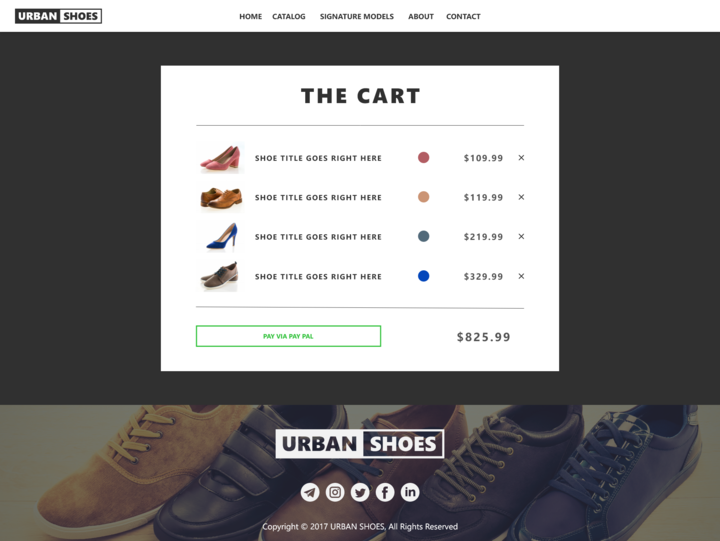 URBAN SHOES
HOME CATALOG SIGNATURE MODELS ABOUT CONTACT
THE CART
SHOE TITLE GOES RIGHT HERE $109.99 ×
SHOE TITLE GOES RIGHT HERE $119.99 ×
SHOE TITLE GOES RIGHT HERE $219.99 ×
SHOE TITLE GOES RIGHT HERE $329.99 ×
PAY VIA PAY PAL $825.99
URBAN SHOES
Copyright © 2017 URBAN SHOES, All Rights Reserved